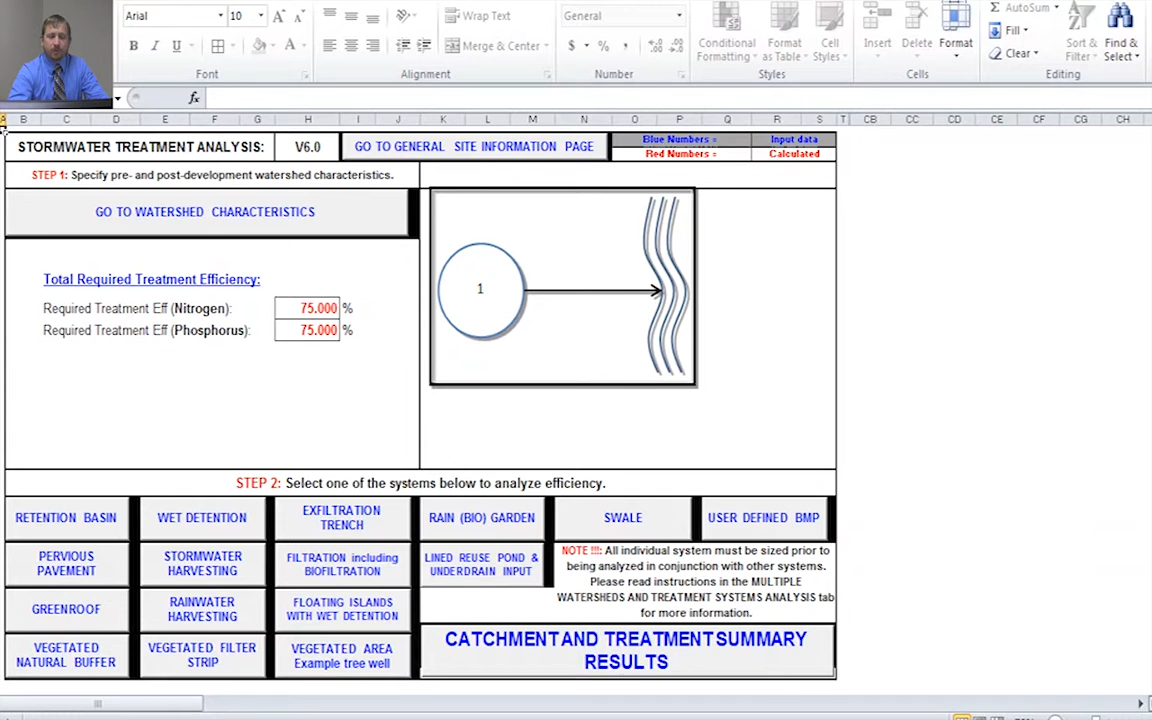 Arial 10 Wrap Text General AutoSum
Fill
B I U Merge & Center $ % , Conditional Format Cell Insert Delete Format Sort & Find &
Formatting as Table Styles Clear Filter Select
Font Alignment Number Styles Cells Editing
fx
A B C D E F G H I J K L M N O P Q R S T CB CC CD CE CF CG CH
STORMWATER TREATMENT ANALYSIS: V6.0 GO TO GENERAL SITE INFORMATION PAGE Blue Numbers = Input data
Red Numbers = Calculated
STEP 1: Specify pre- and post-development watershed characteristics.
GO TO WATERSHED CHARACTERISTICS
Total Required Treatment Efficiency:
Required Treatment Eff (Nitrogen): 75.000 %
Required Treatment Eff (Phosphorus): 75.000 %
1
STEP 2: Select one of the systems below to analyze efficiency.
RETENTION BASIN
WET DETENTION
EXFILTRATION
TRENCH
RAIN (BIO) GARDEN
SWALE
USER DEFINED BMP
PERVIOUS
PAVEMENT
STORMWATER
HARVESTING
FILTRATION including
BIOFILTRATION
LINED REUSE POND &
UNDERDRAIN INPUT
NOTE !!!: All individual system must be sized prior to
being analyzed in conjunction with other systems.
Please read instructions in the MULTIPLE
WATERSHEDS AND TREATMENT SYSTEMS ANALYSIS tab
for more information.
GREENROOF
RAINWATER
HARVESTING
FLOATING ISLANDS
WITH WET DETENTION
VEGETATED
NATURAL BUFFER
VEGETATED FILTER
STRIP
VEGETATED AREA
Example tree well
CATCHMENT AND TREATMENT SUMMARY
RESULTS